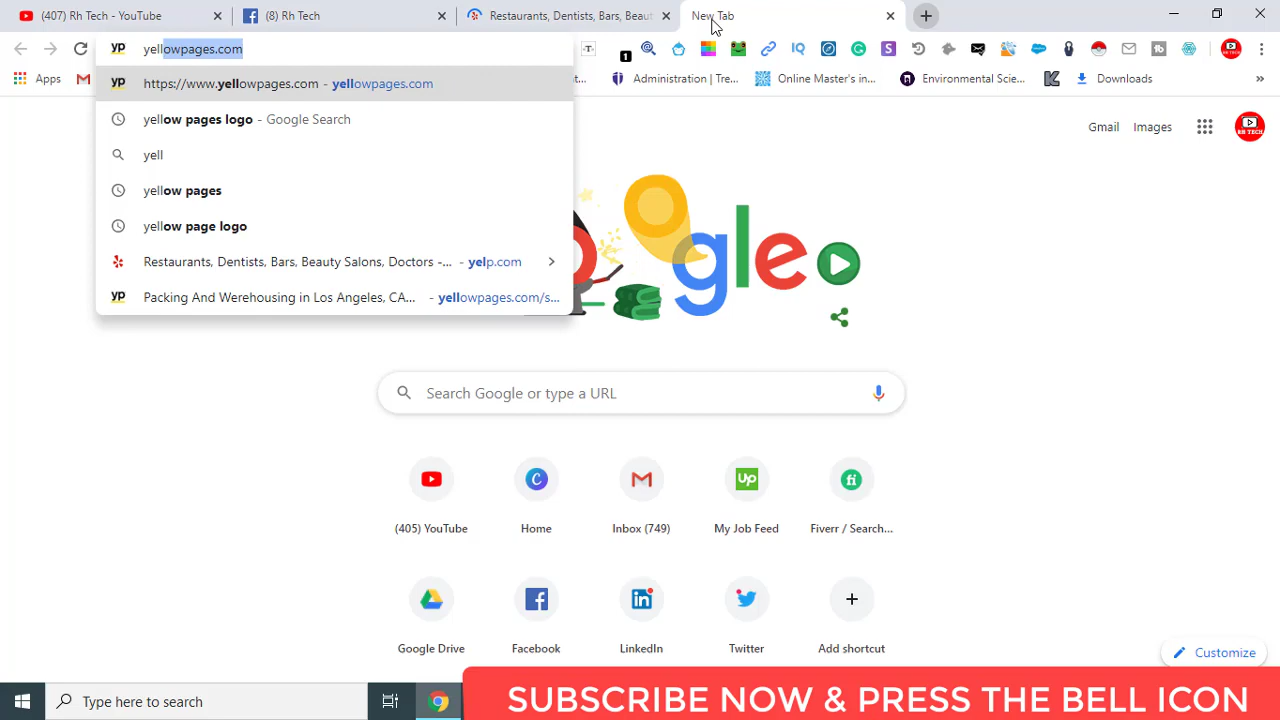 (407) Rh Tech - YouTube
(8) Rh Tech
Restaurants, Dentists, Bars, Beaut
New Tab
yellowpages.com
1
Apps
Administration | Tre...
Online Master's in...
Environmental Scie...
Downloads
»
https://www.yellowpages.com - yellowpages.com
yellow pages logo - Google Search
yell
yellow pages
yellow page logo
Restaurants, Dentists, Bars, Beauty Salons, Doctors -... - yelp.com
Packing And Werehousing in Los Angeles, CA... - yellowpages.com/s...
Gmail
Images
RH TECH
gle
Search Google or type a URL
(405) YouTube
Home
Inbox (749)
My Job Feed
Fiverr / Search...
Google Drive
Facebook
LinkedIn
Twitter
Add shortcut
Customize
Type here to search
SUBSCRIBE NOW & PRESS THE BELL ICON